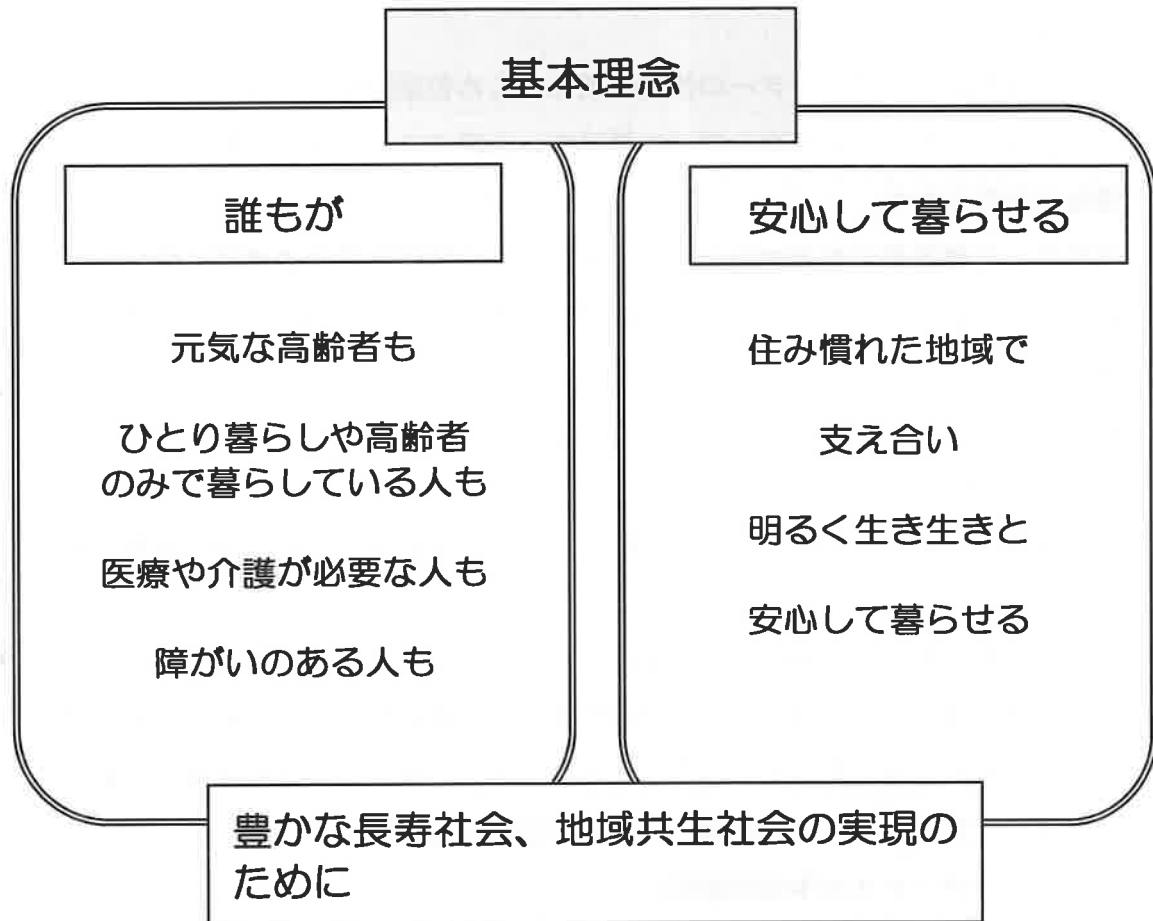 基本理念
誰もが
元気な高齢者も
ひとり暮らしや高齢者
のみで暮らしている人も
医療や介護が必要な人も
障がいのある人も
安心して暮らせる
住み慣れた地域で
支え合い
明るく生き生きと
安心して暮らせる
豊かな長寿社会、地域共生社会の実現の
ために